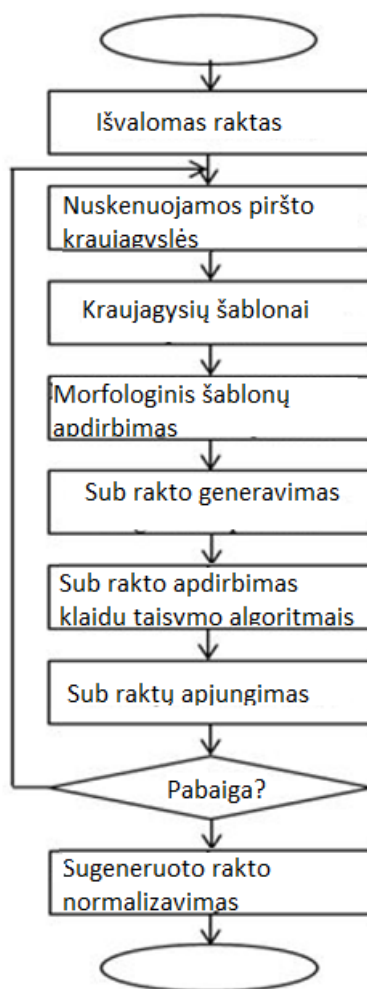 Išvalomas raktas
Nuskenuojamos piršto
kraujagyslės
Kraujagysių šablonai
Morfologinis šablonų
apdirbimas
Sub rakto generavimas
Sub rakto apdirbimas
klaidu taisymo algoritmais
Sub raktų apjungimas
Pabaiga?
Sugeneruoto rakto
normalizavimas